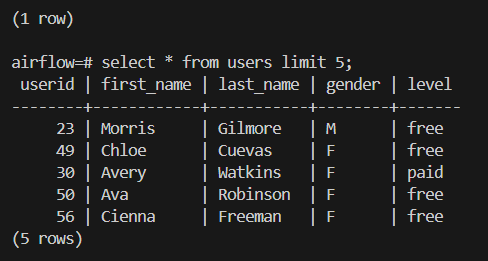 (1 row)
airflow=# select * from users limit 5;
 userid | first_name | last_name | gender | level
--------+------------+-----------+--------+-------
     23 | Morris     | Gilmore   | M      | free
     49 | Chloe      | Cuevas    | F      | free
     30 | Avery      | Watkins   | F      | paid
     50 | Ava        | Robinson  | F      | free
     56 | Cienna     | Freeman   | F      | free
(5 rows)